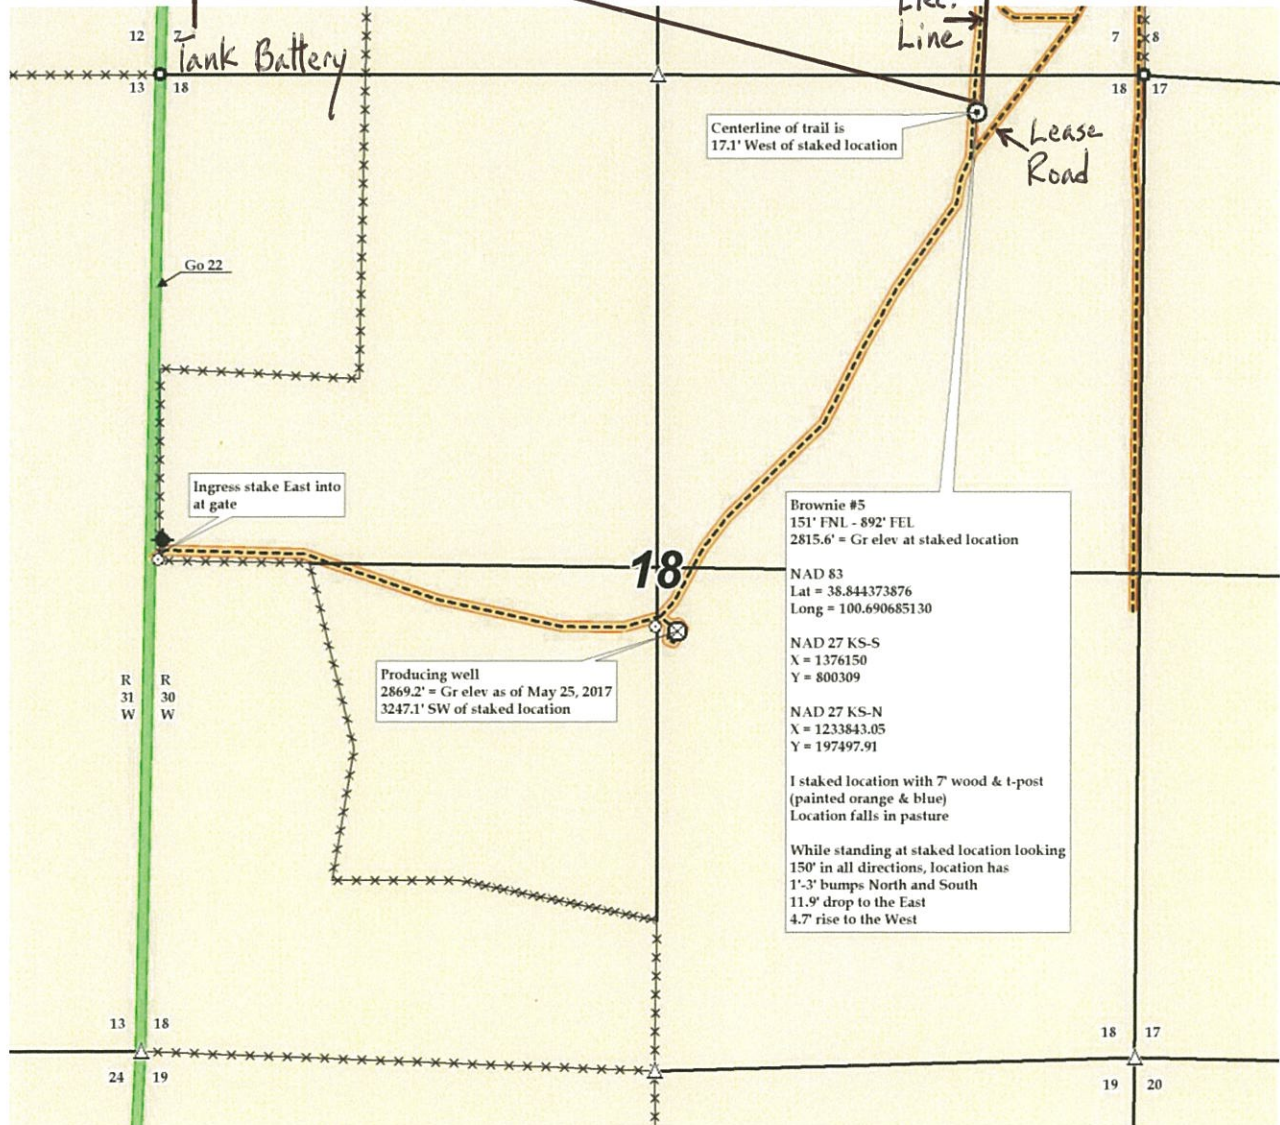 Elec.
Line
12 7
Tank Battery
7 8
13 18
18 17
Centerline of trail is
17.1' West of staked location
Lease
Road
Go 22
Ingress stake East into
at gate
18
Brownie #5
151' FNL - 892' FEL
2815.6' = Gr elev at staked location
NAD 83
Lat = 38.844373876
Long = 100.690685130
NAD 27 KS-S
X = 1376150
Y = 800309
NAD 27 KS-N
X = 1233843.05
Y = 197497.91
I staked location with 7' wood & t-post
(painted orange & blue)
Location falls in pasture
While standing at staked location looking
150' in all directions, location has
1'-3' bumps North and South
11.9' drop to the East
4.7' rise to the West
Producing well
2869.2' = Gr elev as of May 25, 2017
3247.1' SW of staked location
R R
31 30
W W
13 18
18 17
24 19
19 20